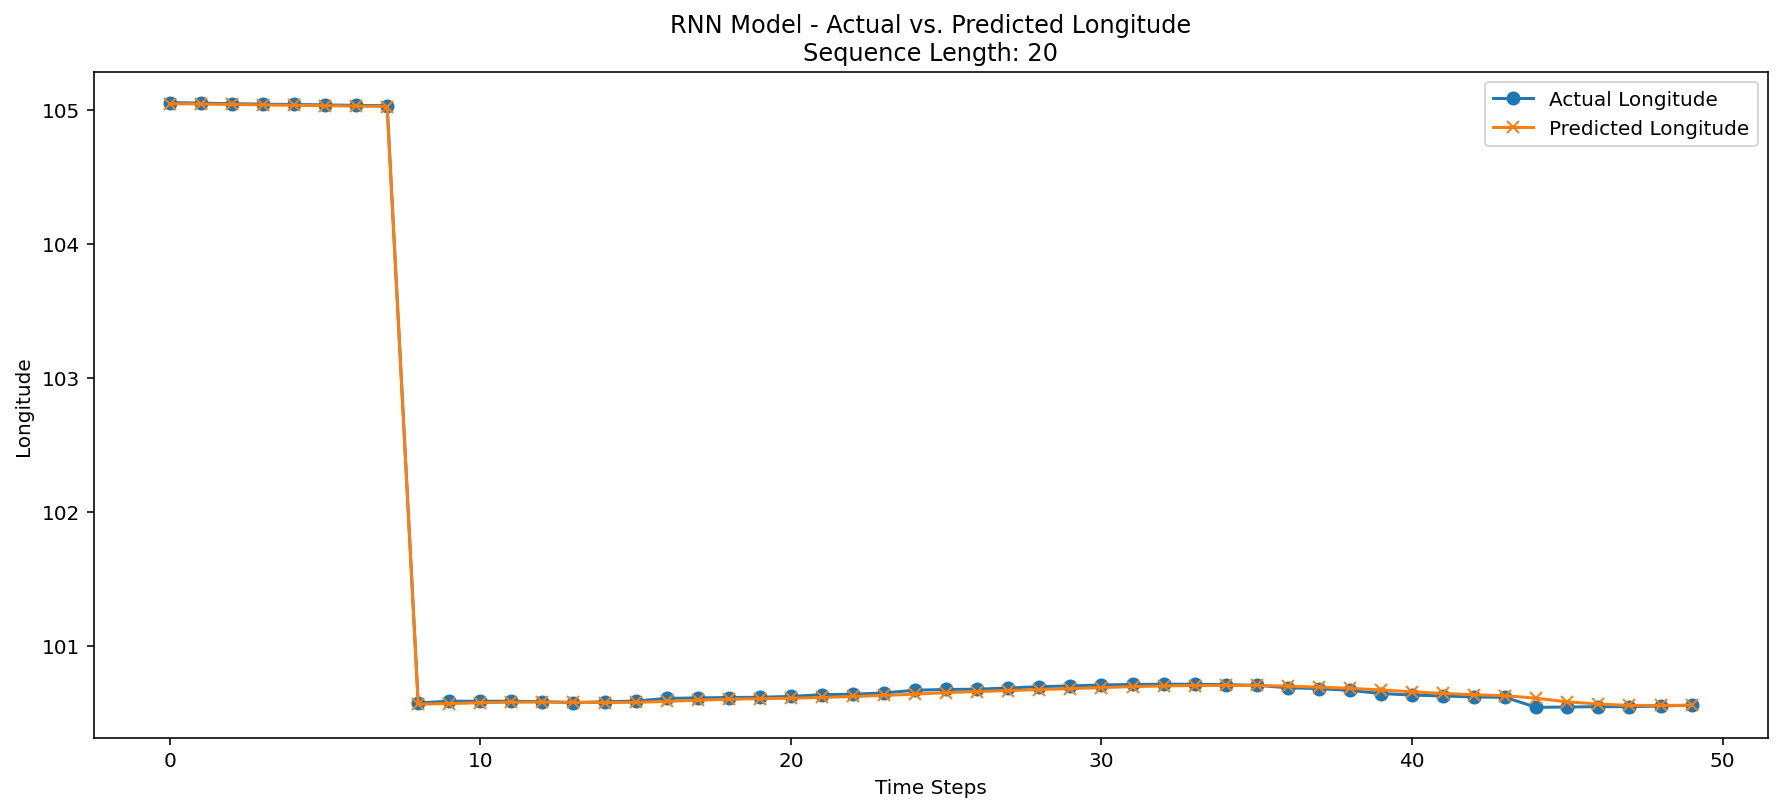 RNN Model - Actual vs. Predicted Longitude
Sequence Length: 20
Actual Longitude
Predicted Longitude
105
104
103
102
101
Longitude
0 10 20 30 40 50
Time Steps